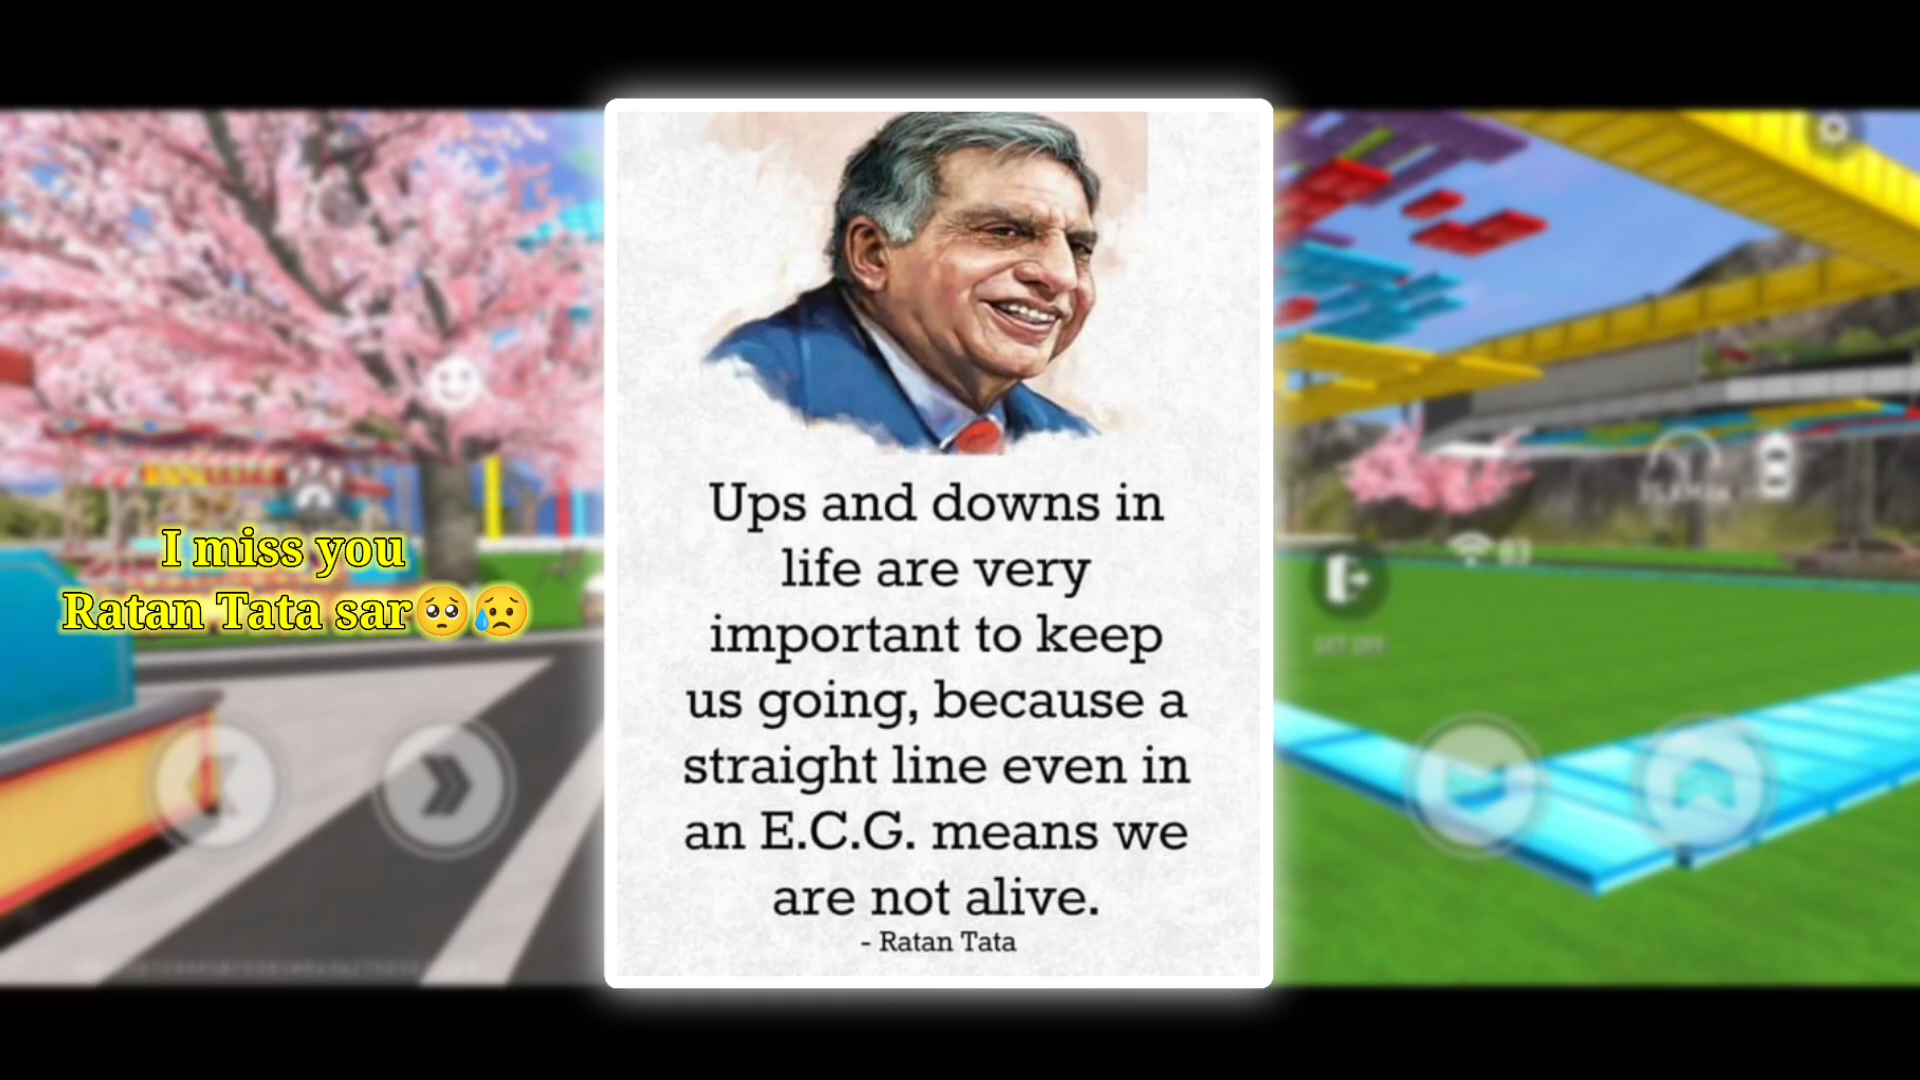 I miss you
Ratan Tata sar🥺😥
Ups and downs in
life are very
important to keep
us going, because a
straight line even in
an E.C.G. means we
are not alive.
- Ratan Tata